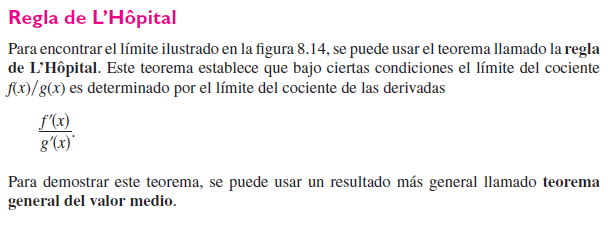 Regla de L'Hôpital
Para encontrar el límite ilustrado en la figura 8.14, se puede usar el teorema llamado la regla
de L'Hôpital. Este teorema establece que bajo ciertas condiciones el límite del cociente
f(x)/g(x) es determinado por el límite del cociente de las derivadas
f′(x)
g′(x).
Para demostrar este teorema, se puede usar un resultado más general llamado teorema
general del valor medio.